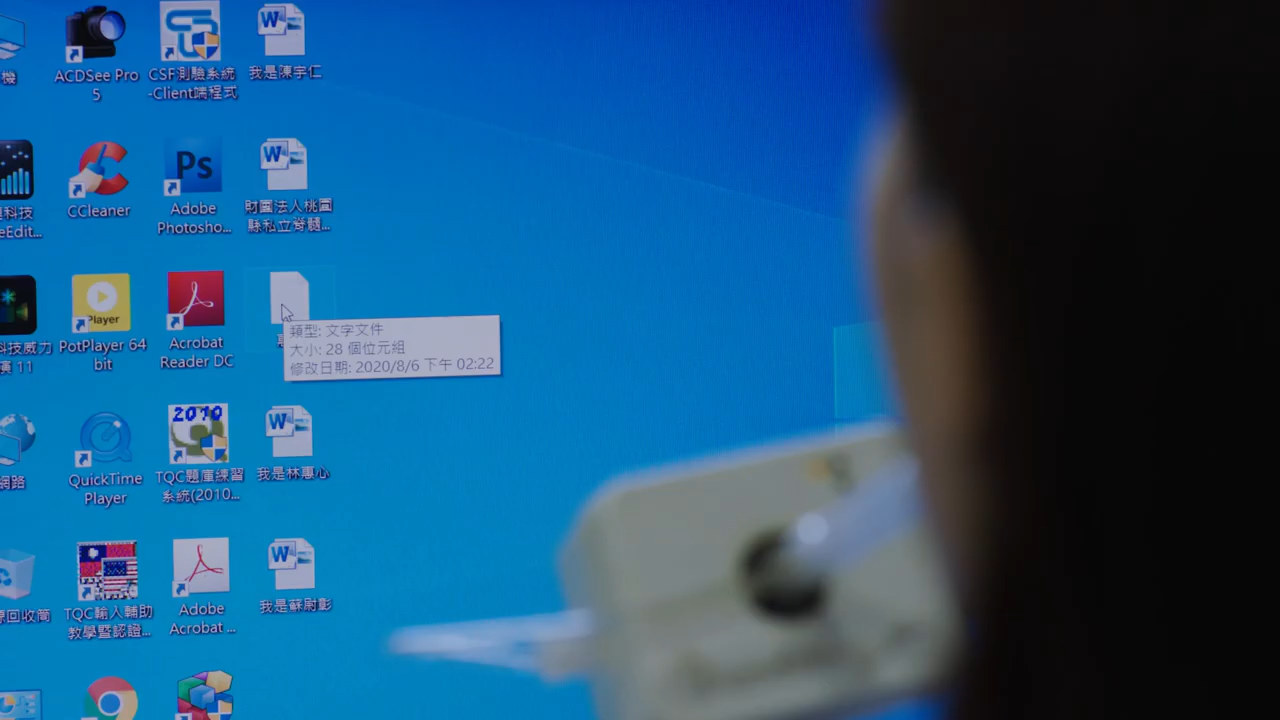 機
ACDSee Pro
5
CSF測驗系統
-Client端程式
我是陳宇仁
科技
eEdit...
CCleaner
Ps
Adobe
Photosho...
財團法人桃園
縣私立脊髓...
科技威力
演 11
Player
PotPlayer 64
bit
Acrobat
Reader DC
類型: 文字文件
大小: 28 個位元組
修改日期: 2020/8/6 下午 02:22
網路
QuickTime
Player
2010
TQC題庫練習
系統(2010...
我是林惠心
回收筒
TQC輸入輔助
教學暨認證...
Adobe
Acrobat ...
我是蘇尉彰